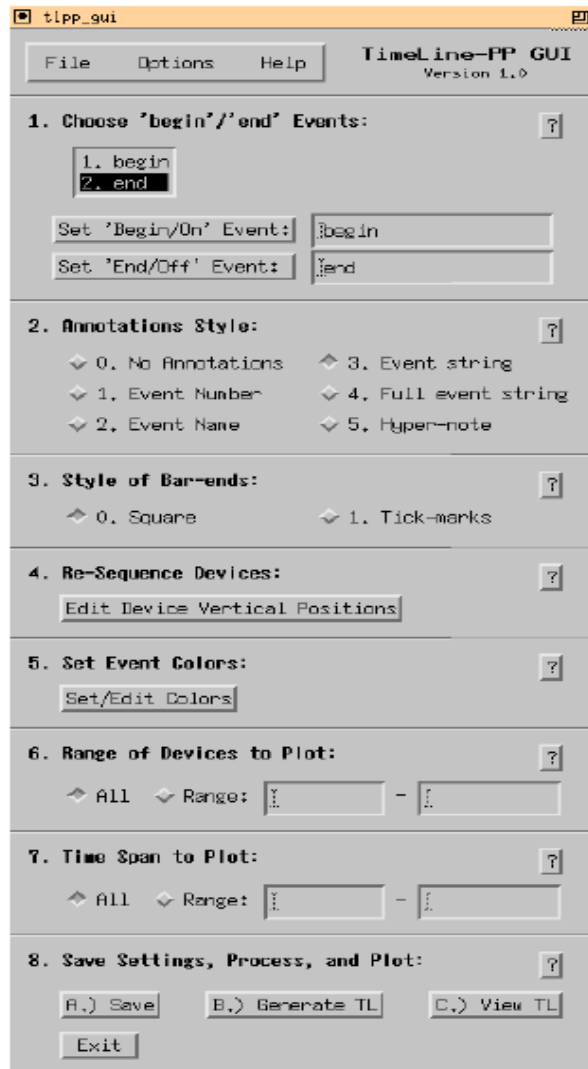 tlpp_gui
File Options Help TimeLine-PP GUI
Version 1.0
1. Choose 'begin'/'end' Events: ?
1. begin
2. end
Set 'Begin/On' Event: begin
Set 'End/Off' Event: end
2. Annotations Style: ?
0. No Annotations 3. Event string
1. Event Number 4. Full event string
2. Event Name 5. Hyper-note
3. Style of Bar-ends: ?
0. Square 1. Tick-marks
4. Re-Sequence Devices: ?
Edit Device Vertical Positions
5. Set Event Colors: ?
Set/Edit Colors
6. Range of Devices to Plot: ?
All Range: -
7. Time Span to Plot: ?
All Range: -
8. Save Settings, Process, and Plot: ?
A.) Save B.) Generate TL C.) View TL
Exit